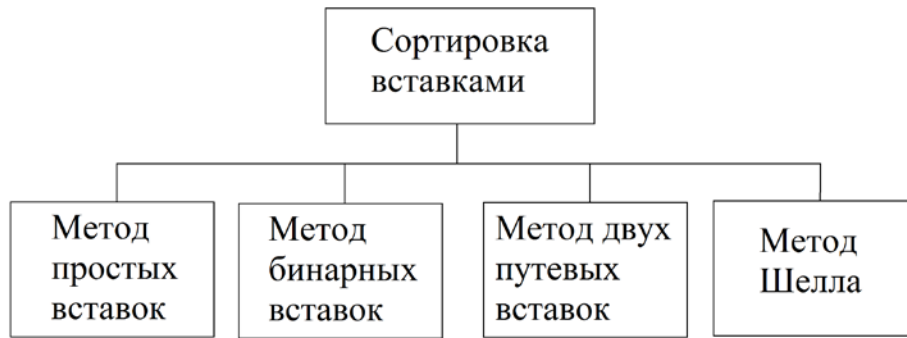 Сортировка
вставками
Метод
простых
вставок
Метод
бинарных
вставок
Метод двух
путевых
вставок
Метод
Шелла